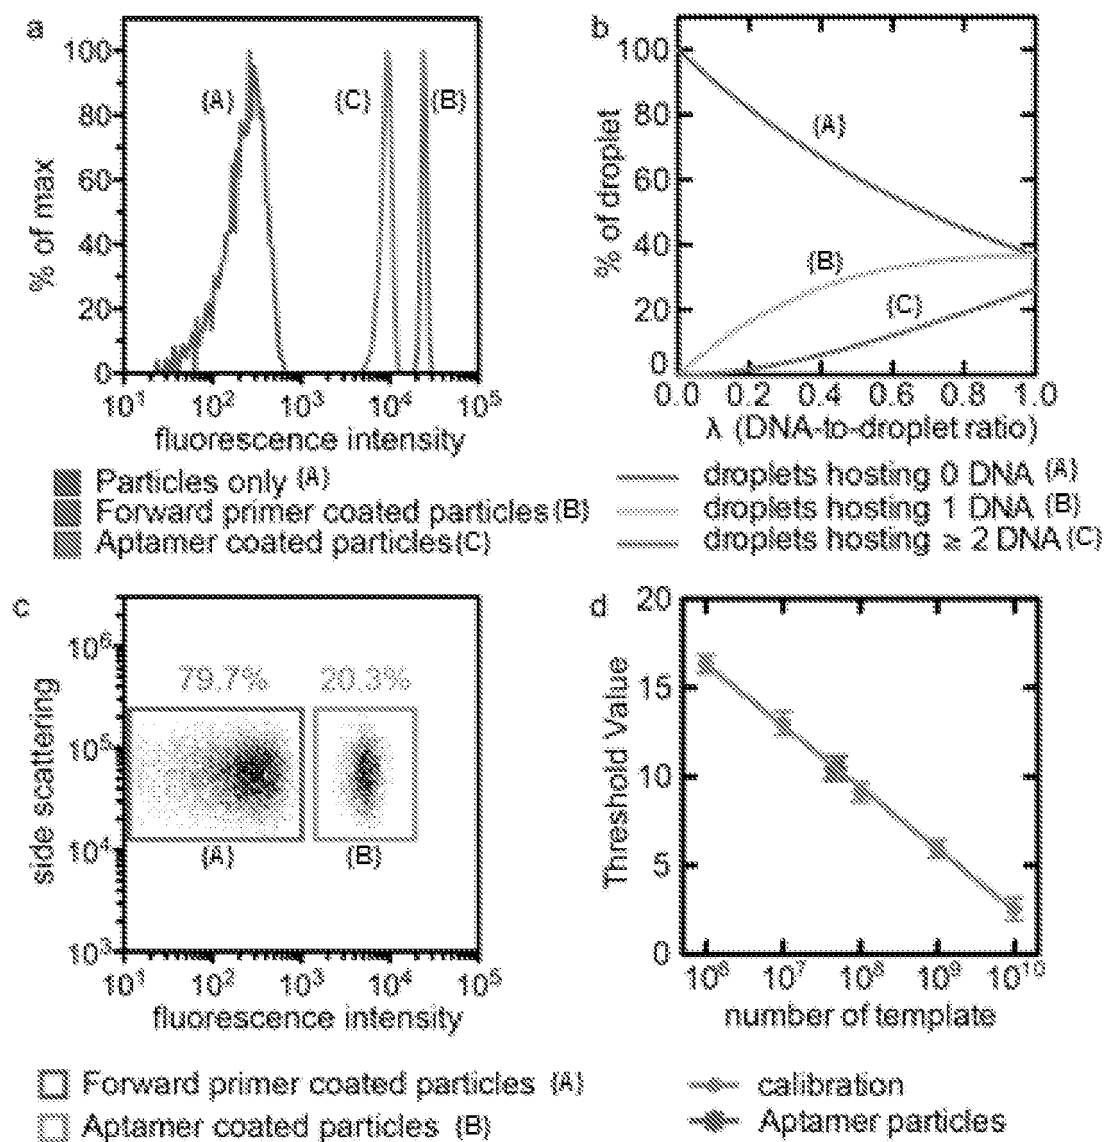 a
% of max
100
80
60
40
20
0
(A)
(C)
(B)
10¹ 10² 10³ 10⁴ 10⁵
fluorescence intensity
Particles only (A)
Forward primer coated particles (B)
Aptamer coated particles (C)
b
% of droplet
100
80
60
40
20
0
(A)
(B)
(C)
0.0 0.2 0.4 0.6 0.8 1.0
λ (DNA-to-droplet ratio)
droplets hosting 0 DNA (A)
droplets hosting 1 DNA (B)
droplets hosting ≥ 2 DNA (C)
c
side scattering
10⁶
10⁵
10⁴
10³
79.7% 20.3%
(A) (B)
10¹ 10² 10³ 10⁴ 10⁵
fluorescence intensity
Forward primer coated particles (A)
Aptamer coated particles (B)
d
Threshold Value
20
15
10
5
0
10⁶ 10⁷ 10⁸ 10⁹ 10¹⁰
number of template
calibration
Aptamer particles